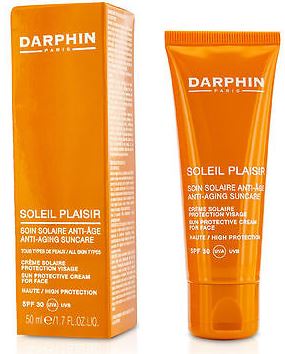 DARPHIN
PARIS
SOLEIL PLAISIR
SOIN SOLAIRE ANTI-ÂGE
ANTI-AGING SUNCARE
TOUS TYPES DE PEAUX / ALL SKIN TYPES
CRÈME SOLAIRE
PROTECTION VISAGE
SUN PROTECTIVE CREAM
FOR FACE
HAUTE / HIGH PROTECTION
SPF 30 UVA UVB
50 ml e / 1.7 FL.OZ.LIQ.
DARPHIN
PARIS
SOLEIL PLAISIR
SOIN SOLAIRE ANTI-ÂGE
ANTI-AGING SUNCARE
CRÈME SOLAIRE
PROTECTION VISAGE
SUN PROTECTIVE CREAM
FOR FACE
HAUTE / HIGH PROTECTION
SPF 30 UVA UVB